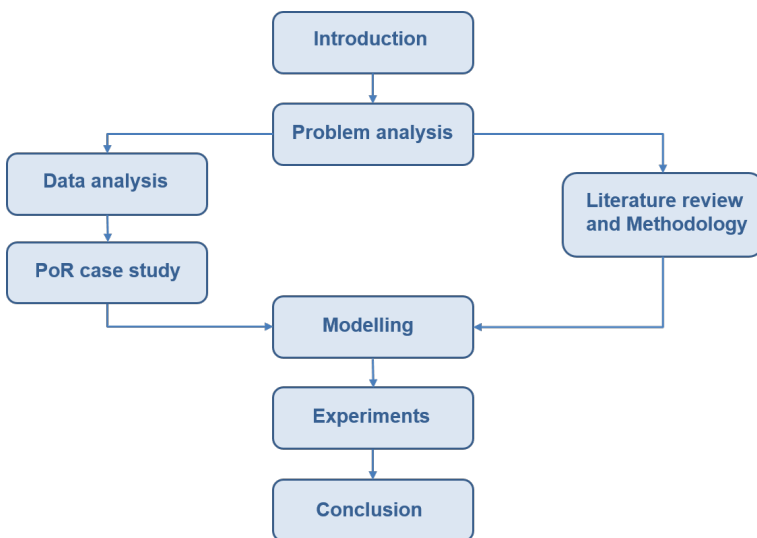 Introduction
Problem analysis
Data analysis
Literature review
and Methodology
PoR case study
Modelling
Experiments
Conclusion